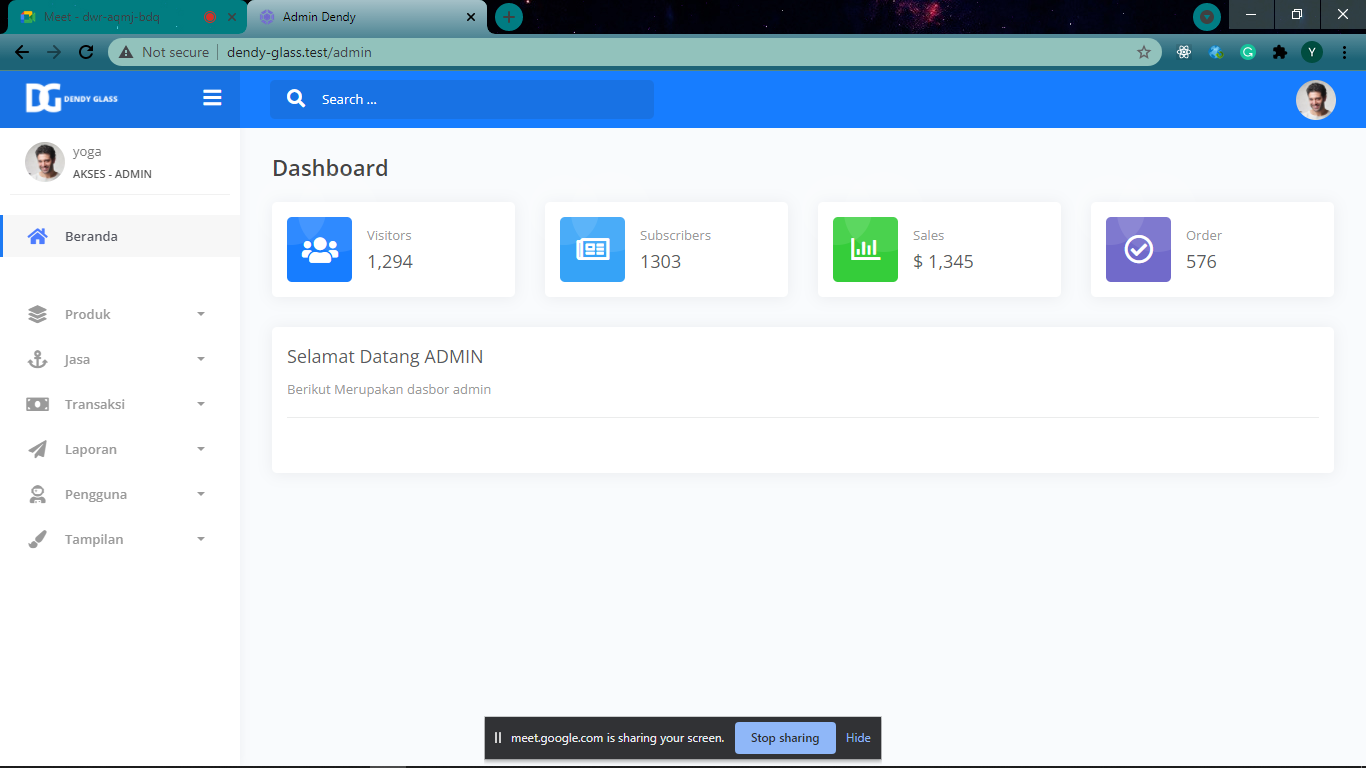 Meet - dwr-aqmj-bdq
Admin Dendy
Not secure
dendy-glass.test/admin
Y
DG DENDY GLASS
Search ...
yoga
AKSES - ADMIN
Beranda
Produk
Jasa
Transaksi
Laporan
Pengguna
Tampilan
Dashboard
Visitors
1,294
Subscribers
1303
Sales
$ 1,345
Order
576
Selamat Datang ADMIN
Berikut Merupakan dasbor admin
meet.google.com is sharing your screen.
Stop sharing
Hide